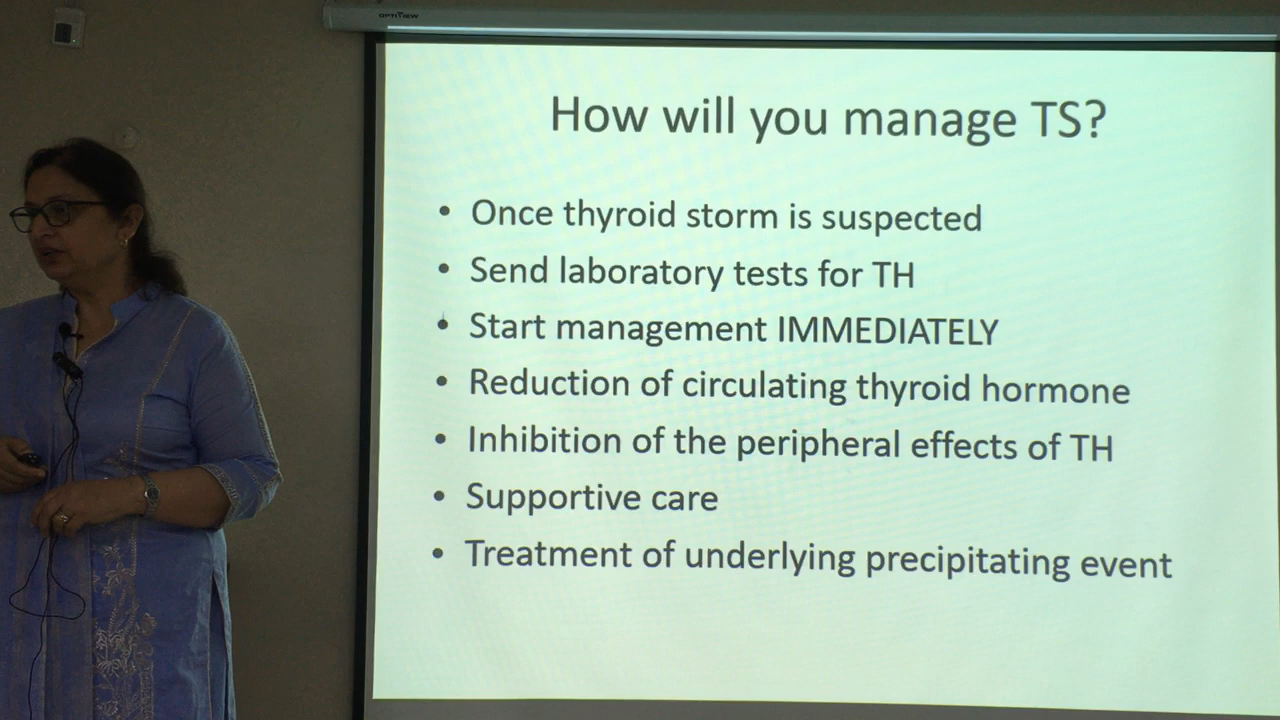 OPTIVIEW
How will you manage TS?
• Once thyroid storm is suspected
• Send laboratory tests for TH
• Start management IMMEDIATELY
• Reduction of circulating thyroid hormone
• Inhibition of the peripheral effects of TH
• Supportive care
• Treatment of underlying precipitating event